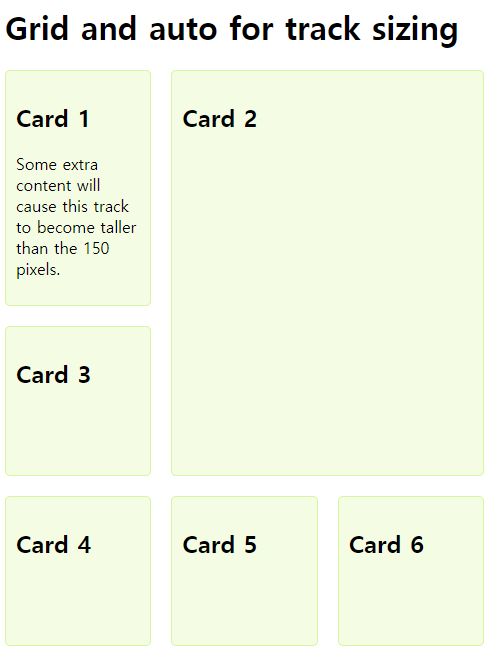 Grid and auto for track sizing
Card 1
Some extra
content will
cause this track
to become taller
than the 150
pixels.
Card 2
Card 3
Card 4
Card 5
Card 6